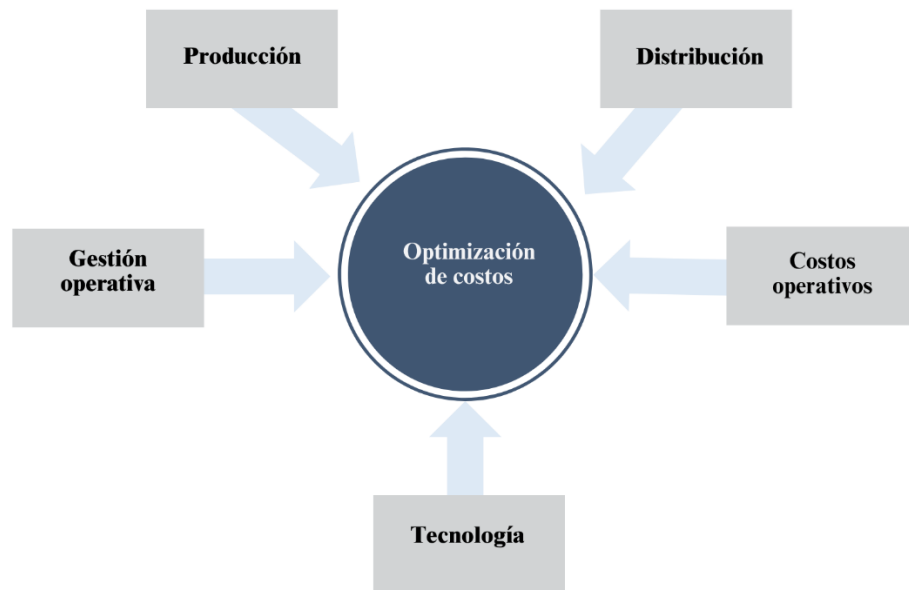 Producción
Distribución
Optimización
de costos
Gestión
operativa
Costos
operativos
Tecnología